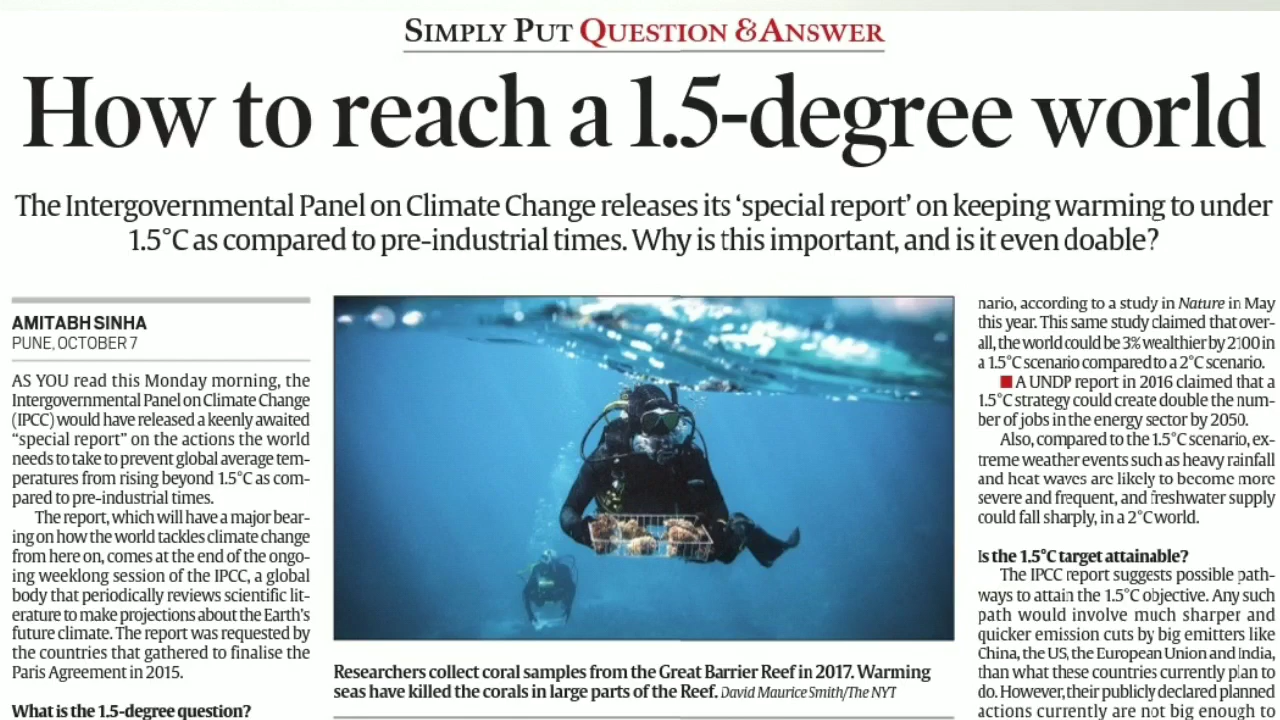 SIMPLY PUT QUESTION & ANSWER
How to reach a 1.5-degree world
The Intergovernmental Panel on Climate Change releases its ‘special report’ on keeping warming to under
1.5°C as compared to pre-industrial times. Why is this important, and is it even doable?
AMITABH SINHA
PUNE, OCTOBER 7
AS YOU read this Monday morning, the
Intergovernmental Panel on Climate Change
(IPCC) would have released a keenly awaited
“special report” on the actions the world
needs to take to prevent global average tem-
peratures from rising beyond 1.5°C as com-
pared to pre-industrial times.
The report, which will have a major bear-
ing on how the world tackles climate change
from here on, comes at the end of the ongo-
ing weeklong session of the IPCC, a global
body that periodically reviews scientific lit-
erature to make projections about the Earth’s
future climate. The report was requested by
the countries that gathered to finalise the
Paris Agreement in 2015.
What is the 1.5-degree question?
Researchers collect coral samples from the Great Barrier Reef in 2017. Warming
seas have killed the corals in large parts of the Reef. David Maurice Smith/The NYT
nario, according to a study in Nature in May
this year. This same study claimed that over-
all, the world could be 3% wealthier by 2100 in
a 1.5°C scenario compared to a 2°C scenario.
■ A UNDP report in 2016 claimed that a
1.5°C strategy could create double the num-
ber of jobs in the energy sector by 2050.
Also, compared to the 1.5°C scenario, ex-
treme weather events such as heavy rainfall
and heat waves are likely to become more
severe and frequent, and freshwater supply
could fall sharply, in a 2°C world.
Is the 1.5°C target attainable?
The IPCC report suggests possible path-
ways to attain the 1.5°C objective. Any such
path would involve much sharper and
quicker emission cuts by big emitters like
China, the US, the European Union and India,
than what these countries currently plan to
do. However, their publicly declared planned
actions currently are not big enough to